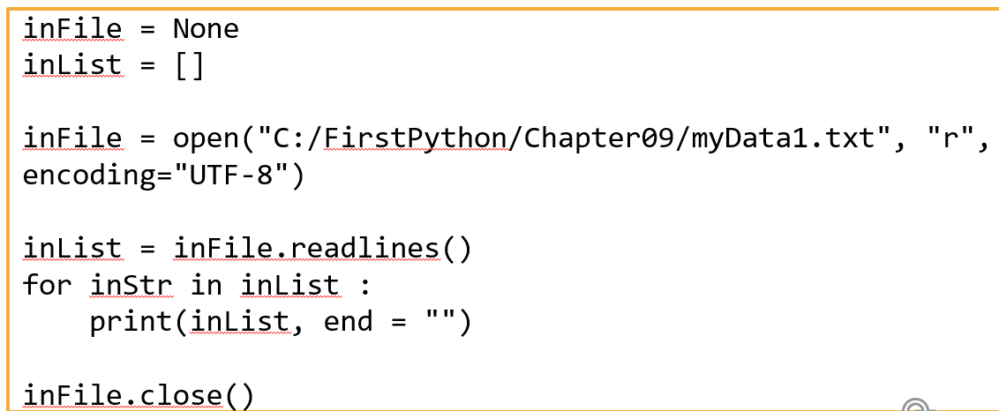 inFile = None
inList = []
inFile = open("C:/FirstPython/Chapter09/myData1.txt", "r",
encoding="UTF-8")
inList = inFile.readlines()
for inStr in inList :
    print(inList, end = "")
inFile.close()